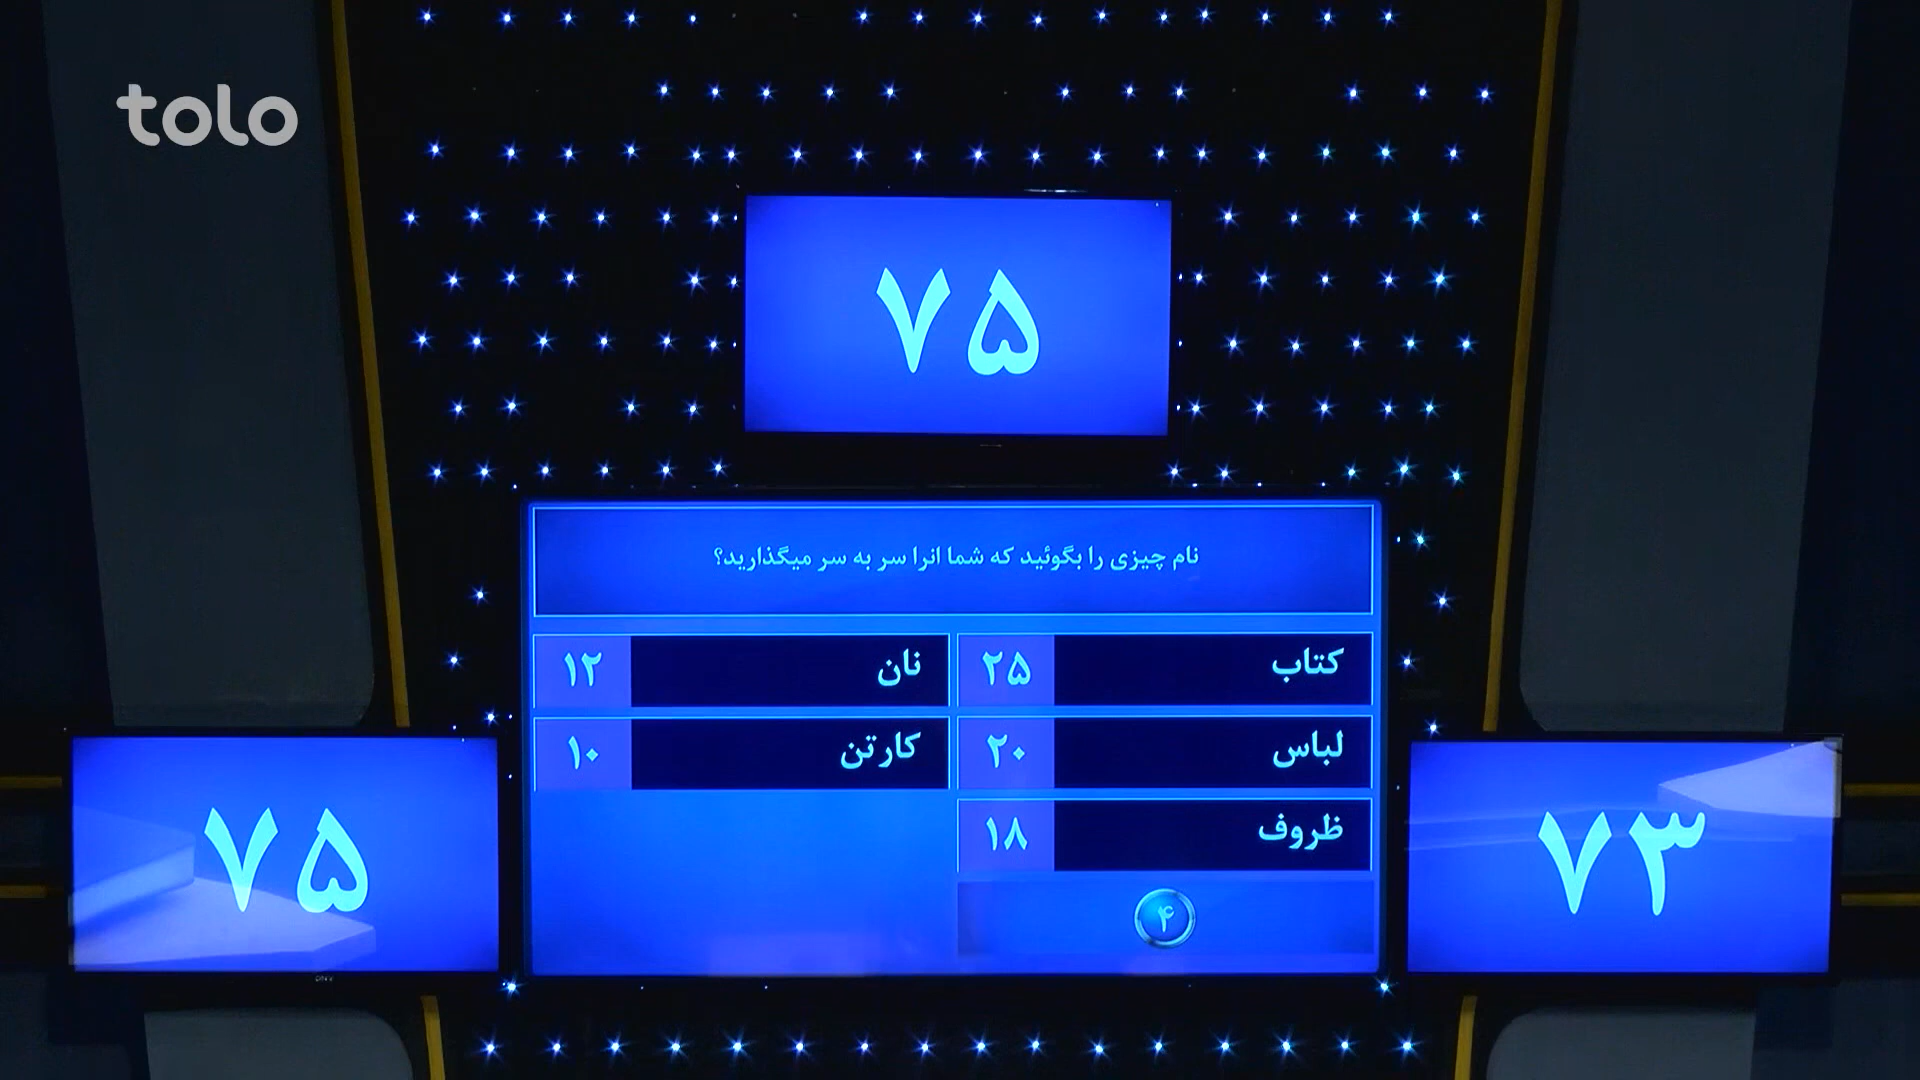 tolo
۷۵
نام چیزی را بگوئید که شما انرا سر به سر میگذارید؟
کتاب ۲۵
لباس ۲۰
ظروف ۱۸
۴
نان ۱۲
کارتن ۱۰
۷۵
۷۳